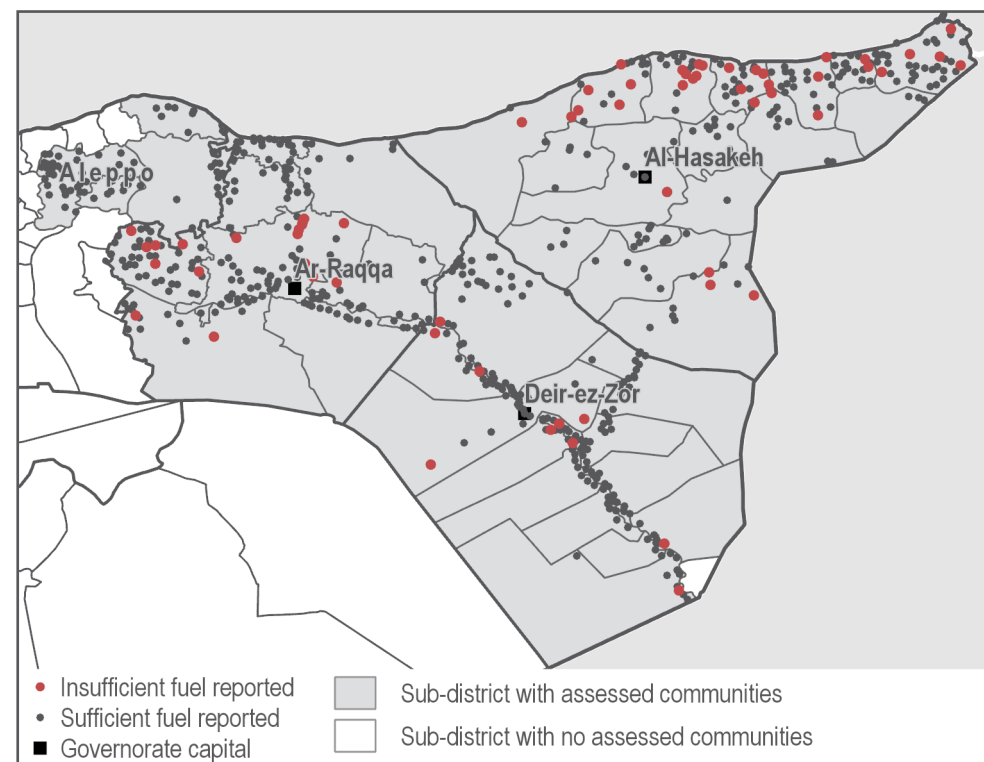 Aleppo
Al-Hasakeh
Ar-Raqqa
Deir-ez-Zor
Insufficient fuel reported
Sufficient fuel reported
Governorate capital
Sub-district with assessed communities
Sub-district with no assessed communities